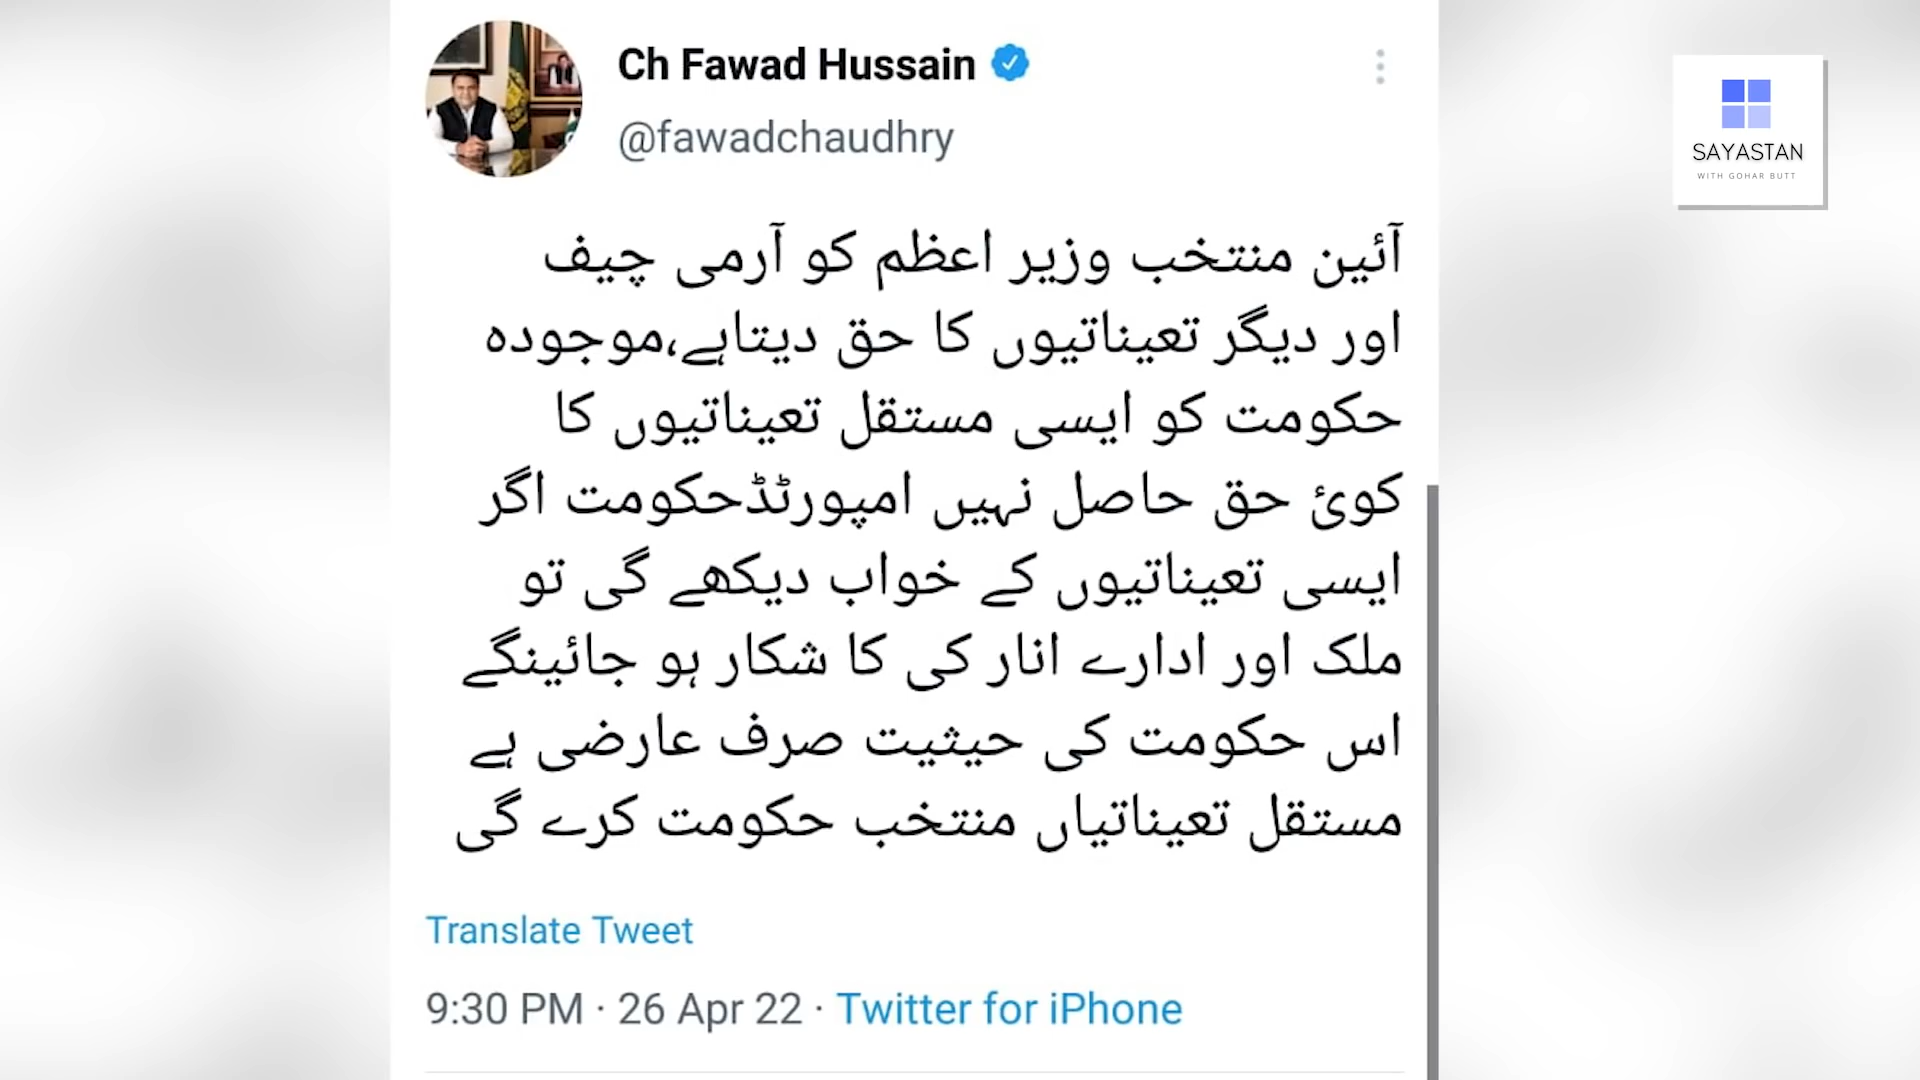 Ch Fawad Hussain
@fawadchaudhry
SAYASTAN
WITH GOHAR BUTT
آئین منتخب وزیر اعظم کو آرمی چیف
اور دیگر تعیناتیوں کا حق دیتاہے،موجودہ
حکومت کو ایسی مستقل تعیناتیوں کا
کوئ حق حاصل نہیں امپورٹڈحکومت اگر
ایسی تعیناتیوں کے خواب دیکھے گی تو
ملک اور ادارے انار کی کا شکار ہو جائینگے
اس حکومت کی حیثیت صرف عارضی ہے
مستقل تعیناتیاں منتخب حکومت کرے گی
Translate Tweet
9:30 PM · 26 Apr 22 · Twitter for iPhone